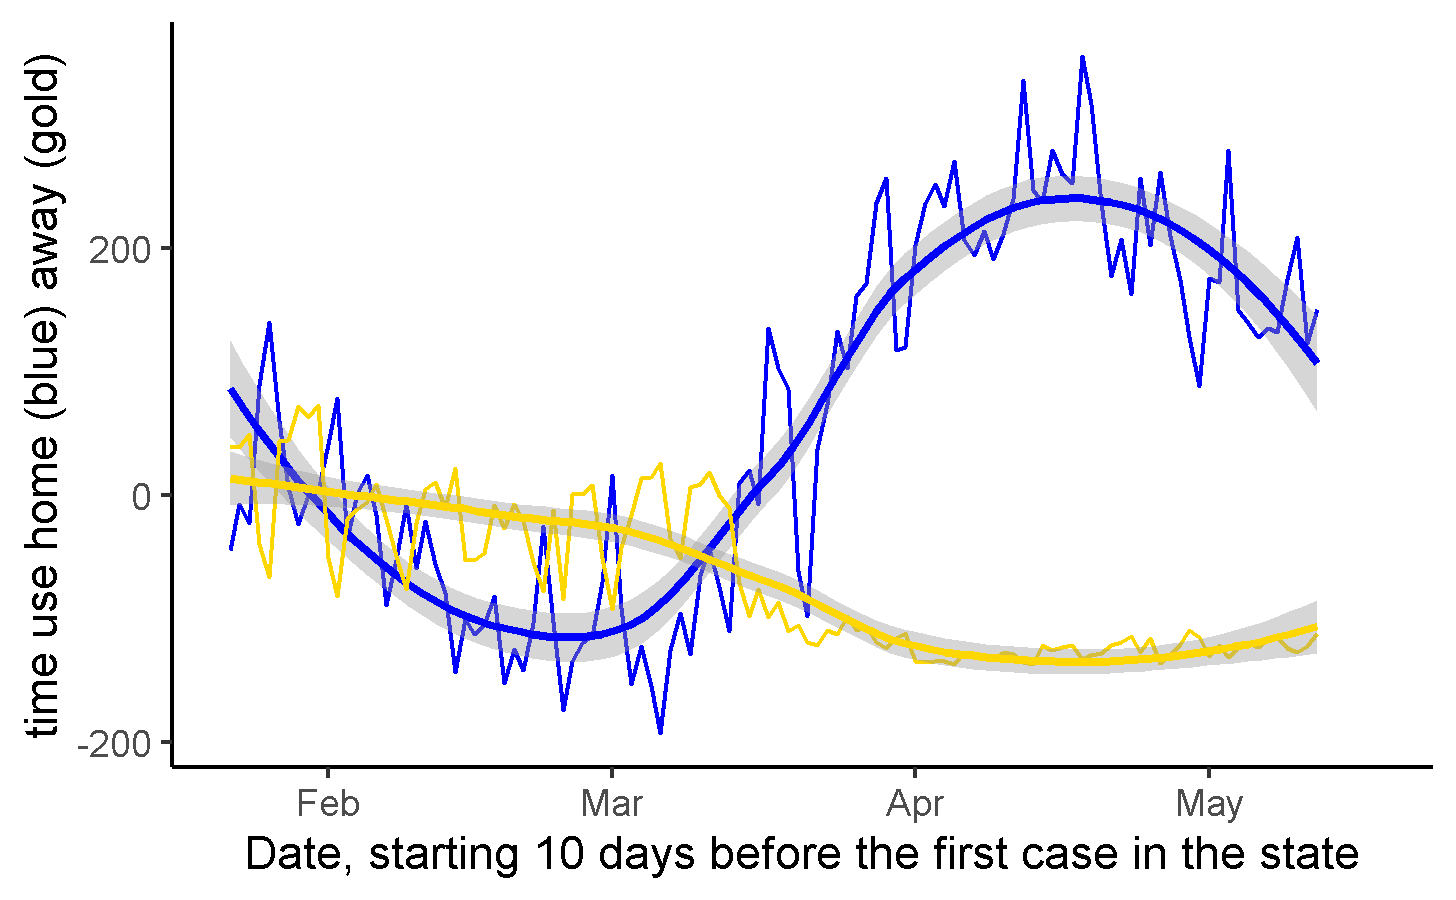 time use home (blue) away (gold)
200
0
-200
Feb Mar Apr May
Date, starting 10 days before the first case in the state